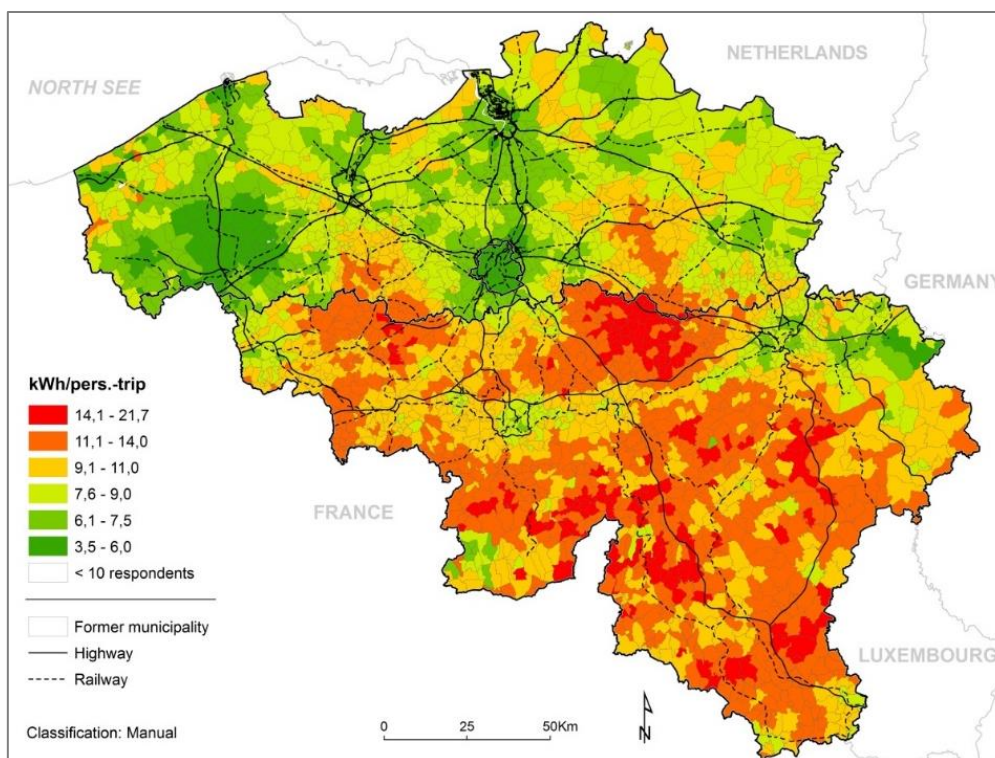 NETHERLANDS
NORTH SEE
GERMANY
kWh/pers.-trip
14,1 - 21,7
11,1 - 14,0
9,1 - 11,0
7,6 - 9,0
6,1 - 7,5
3,5 - 6,0
< 10 respondents
FRANCE
Former municipality
Highway
Railway
LUXEMBOURG
Classification: Manual
0 25 50Km
N